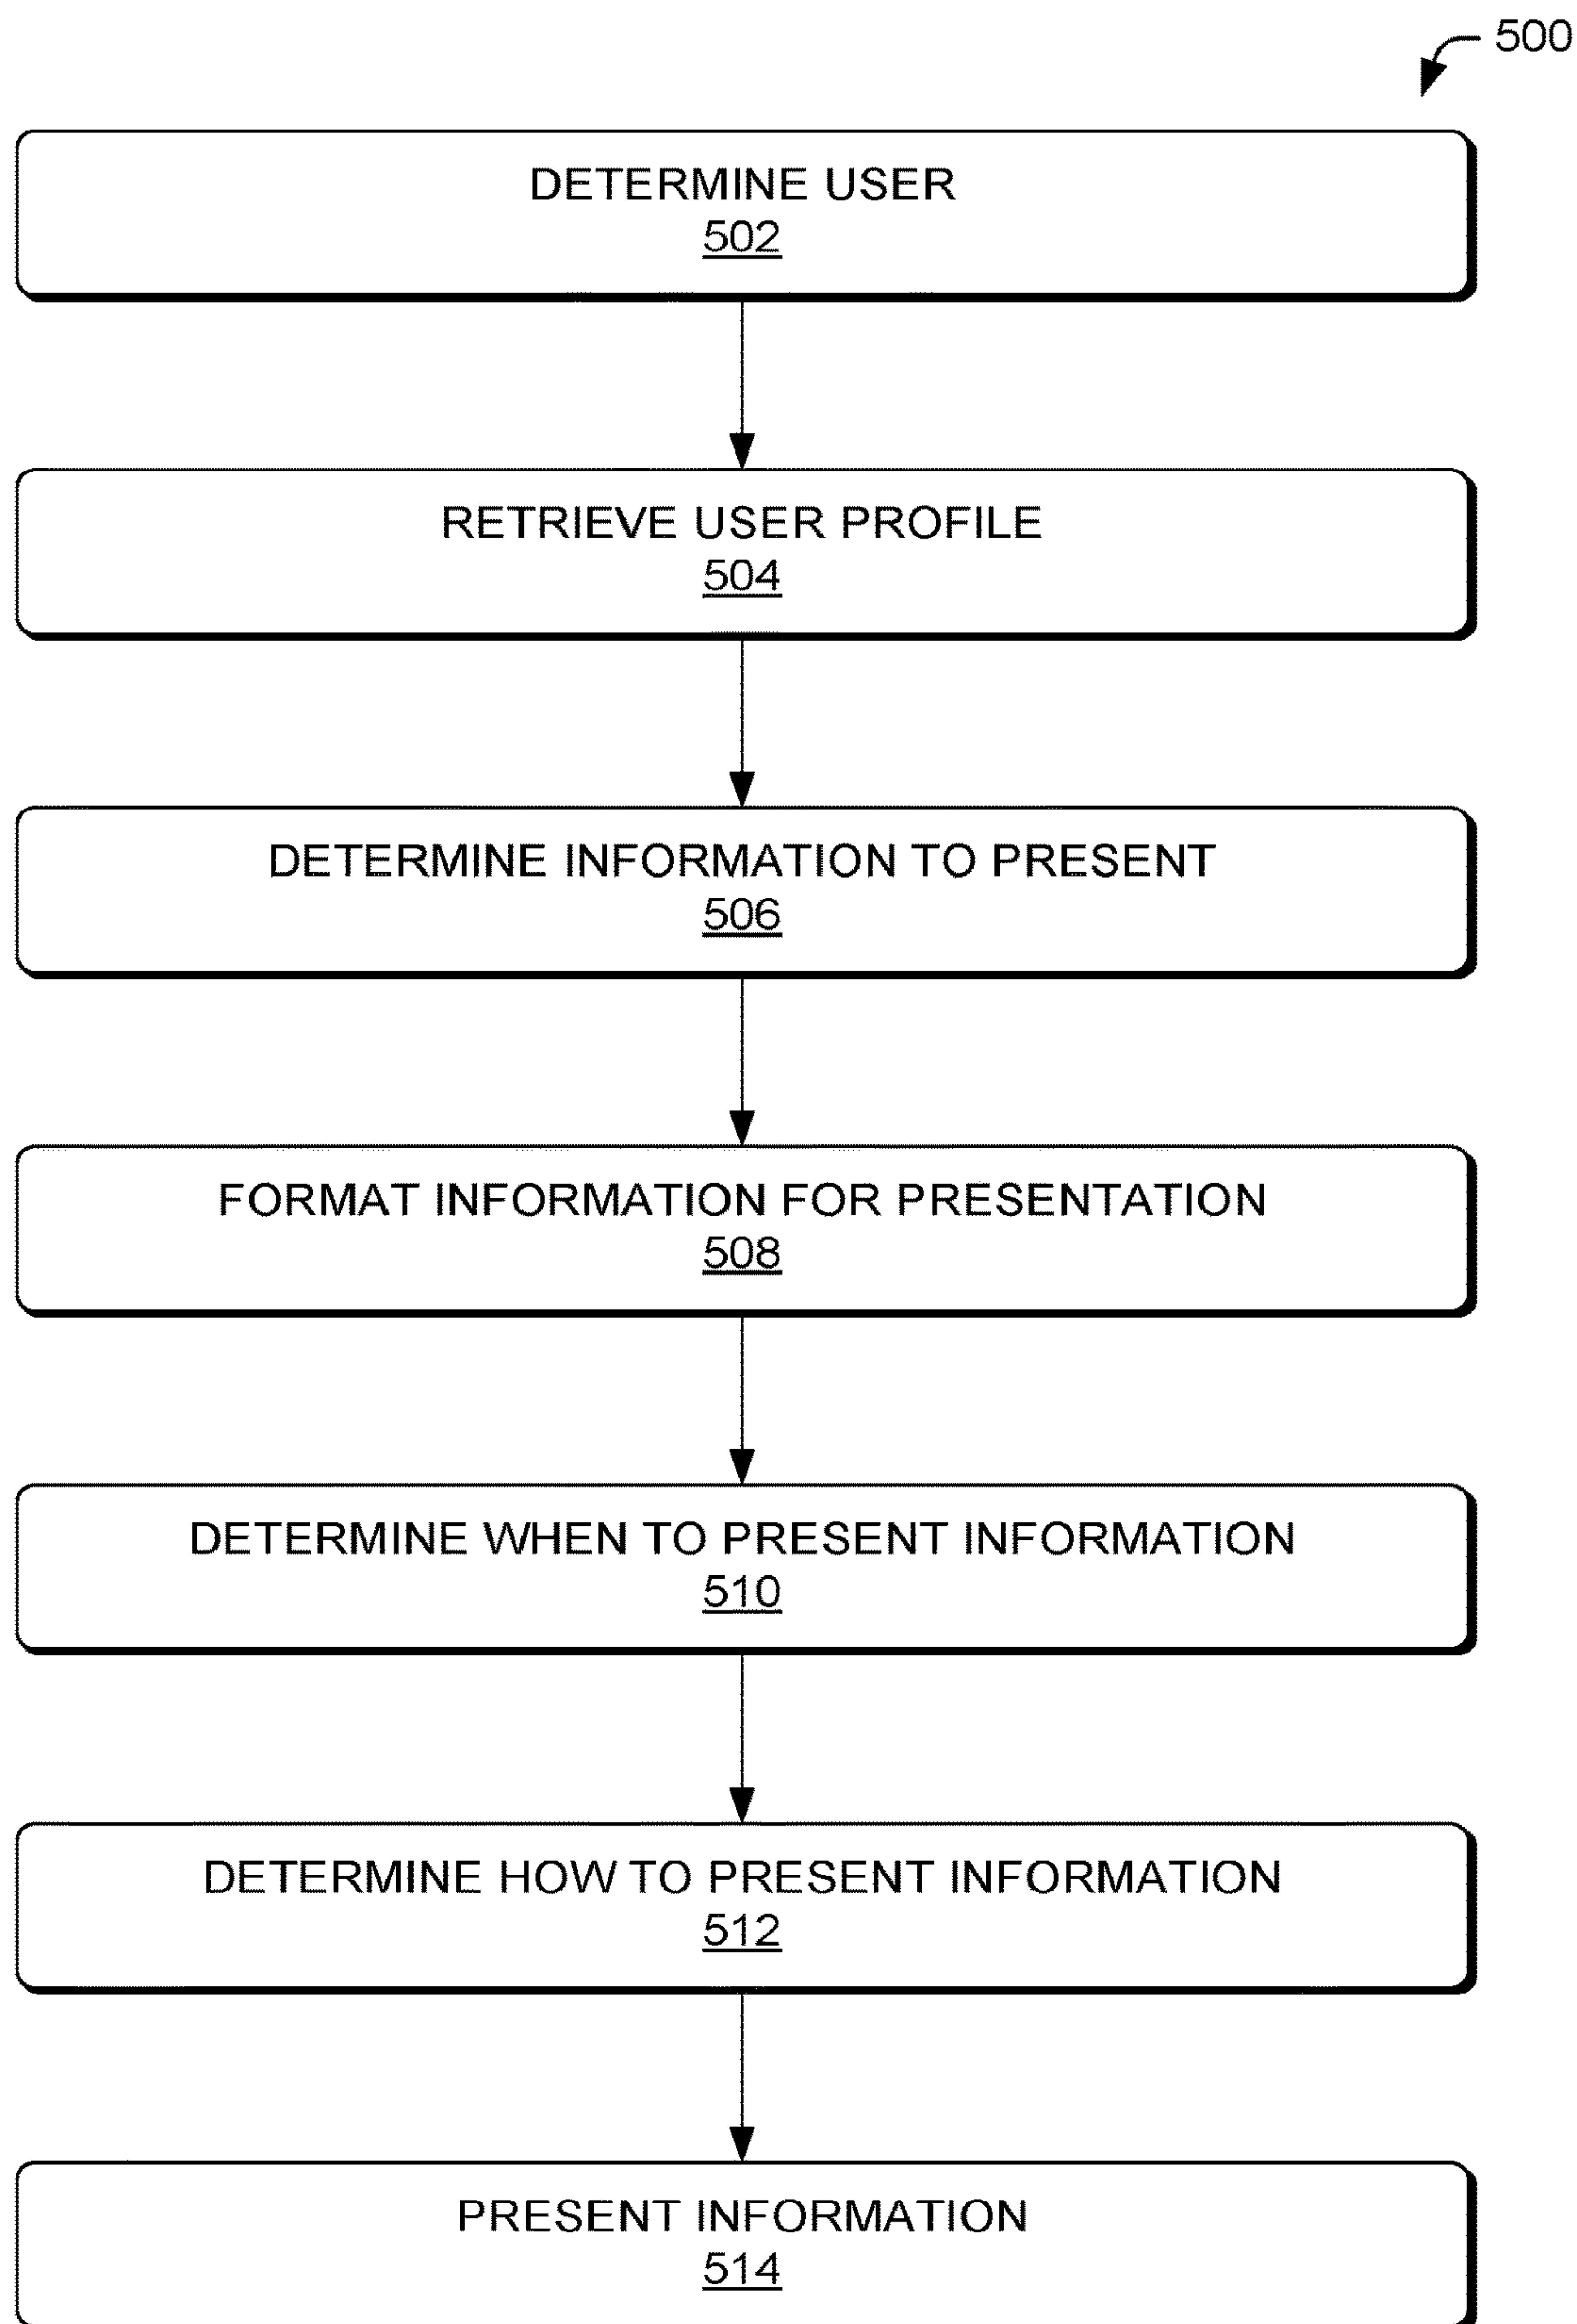 500
DETERMINE USER
502
RETRIEVE USER PROFILE
504
DETERMINE INFORMATION TO PRESENT
506
FORMAT INFORMATION FOR PRESENTATION
508
DETERMINE WHEN TO PRESENT INFORMATION
510
DETERMINE HOW TO PRESENT INFORMATION
512
PRESENT INFORMATION
514